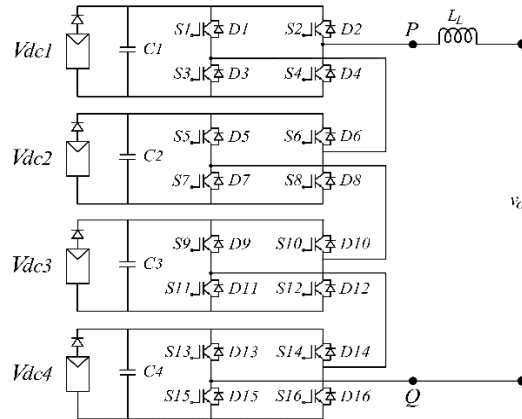 S1 D1 S2 D2 P L_L
Vdc1 C1
S3 D3 S4 D4
S5 D5 S6 D6
Vdc2 C2
S7 D7 S8 D8
S9 D9 S10 D10
Vdc3 C3
S11 D11 S12 D12
S13 D13 S14 D14
Vdc4 C4
S15 D15 S16 D16 Q